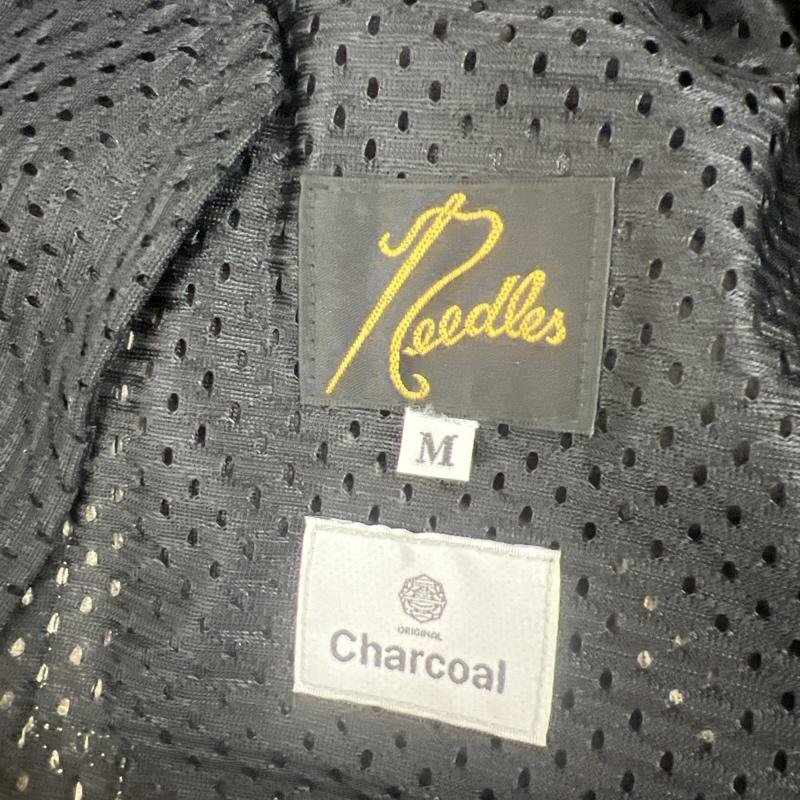 Needles
M
ORIGINAL
Charcoal